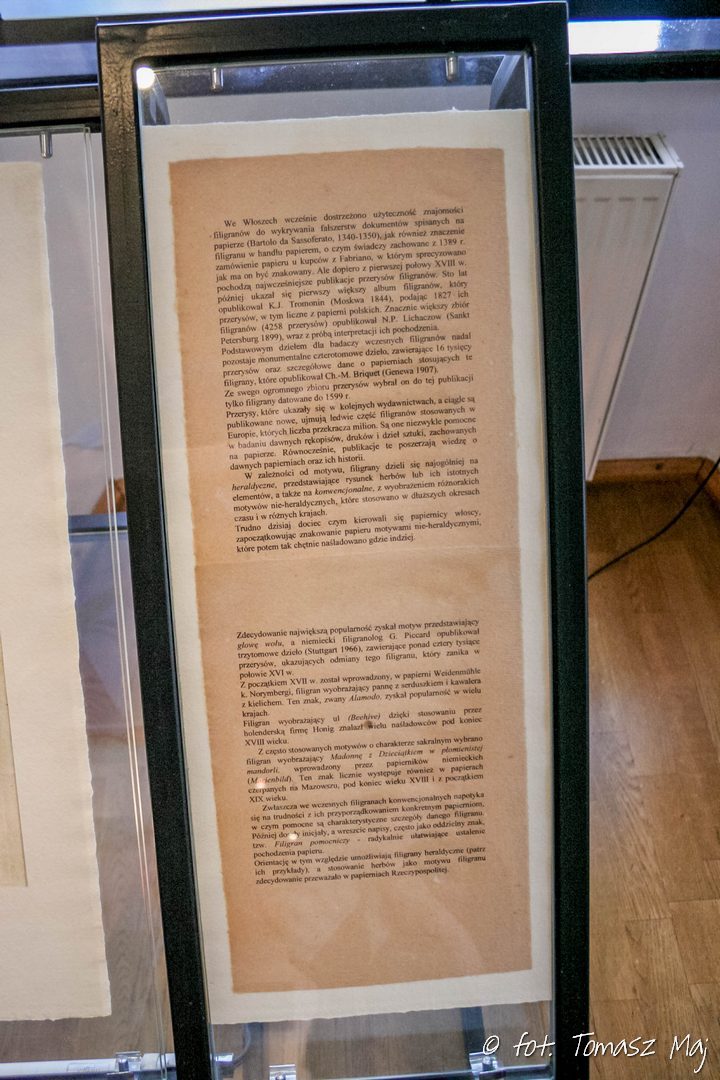 We Włoszech wcześnie dostrzeżono użyteczność znajomości
filigranów do wykrywania fałszerstw dokumentów spisanych na
papierze (Bartolo da Sassoferato, 1340-1350), jak również znaczenie
filigranu w handlu papierem, o czym świadczy zachowane z 1389 r.
zamówienie papieru u kupców z Fabriano, w którym sprecyzowano
jak ma on być znakowany. Ale dopiero z pierwszej połowy XVIII w.
pochodzą najwcześniejsze publikacje przerysów filigranów. Sto lat
później ukazał się pierwszy większy album filigranów, który
opublikował K.J. Tromonin (Moskwa 1844), podając 1827 ich
przerysów, w tym liczne z papierni polskich. Znacznie większy zbiór
filigranów (4258 przerysów) opublikował N.P. Lichaczow (Sankt
Petersburg 1899), wraz z próbą interpretacji ich pochodzenia.
Podstawowym dziełem dla badaczy wczesnych filigranów nadal
pozostaje monumentalne czterotomowe dzieło, zawierające 16 tysięcy
przerysów oraz szczegółowe dane o papierniach stosujących te
filigrany, które opublikował Ch.-M. Briquet (Genewa 1907).
Ze swego ogromnego zbioru przerysów wybrał on do tej publikacji
tylko filigrany datowane do 1599 r.
Przerysy, które ukazały się w kolejnych wydawnictwach, a ciągle są
publikowane nowe, ujmują ledwie część filigranów stosowanych w
Europie, których liczba przekracza milion. Są one niezwykle pomocne
w badaniu dawnych rękopisów, druków i dzieł sztuki, zachowanych
na papierze. Równocześnie, publikacje te poszerzają wiedzę o
dawnych papierniach oraz ich historii.
W zależności od motywu, filigrany dzieli się najogólniej na
heraldyczne, przedstawiające rysunek herbów lub ich istotnych
elementów, a także na konwencjonalne, z wyobrażeniem różnorakich
motywów nie-heraldycznych, które stosowano w dłuższych okresach
czasu i w różnych krajach.
Trudno dzisiaj dociec czym kierowali się papiernicy włoscy,
zapoczątkowując znakowanie papieru motywami nie-heraldycznymi,
które potem tak chętnie naśladowano gdzie indziej.
Zdecydowanie największą popularność zyskał motyw przedstawiający
głowę wołu, a niemiecki filigranolog G. Piccard opublikował
trzytomowe dzieło (Stuttgart 1966), zawierające ponad cztery tysiące
przerysów, ukazujących odmiany tego filigranu, który zanika w
połowie XVI w.
Z początkiem XVII w. został wprowadzony, w papierni Weidenmühle
k. Norymbergi, filigran wyobrażający pannę z serduszkiem i kawalera
z kielichem. Ten znak, zwany Alamodo, zyskał popularność w wielu
krajach.
Filigran wyobrażający ul (Beehive) dzięki stosowaniu przez
holenderską firmę Honig znalazł wielu naśladowców pod koniec
XVIII wieku.
Z często stosowanych motywów o charakterze sakralnym wybrano
filigran wyobrażający Madonnę z Dzieciątkiem w płomienistej
mandorli, wprowadzony przez papierników niemieckich
(Marienbild). Ten znak licznie występuje również w papierach
czerpanych na Mazowszu, pod koniec wieku XVIII i z początkiem
XIX wieku.
Zwłaszcza we wczesnych filigranach konwencjonalnych napotyka
się na trudności z ich przyporządkowaniem konkretnym papierniom,
w czym pomocne są charakterystyczne szczegóły danego filigranu.
Później doszły inicjały, a wreszcie napisy, często jako oddzielny znak,
tzw. Filigran pomocniczy - radykalnie ułatwiające ustalenie
pochodzenia papieru.
Orientację w tym względzie umożliwiają filigrany heraldyczne (patrz
ich przykłady), a stosowanie herbów jako motywu filigranu
zdecydowanie przeważało w papierniach Rzeczypospolitej.
© fot. Tomasz Maj